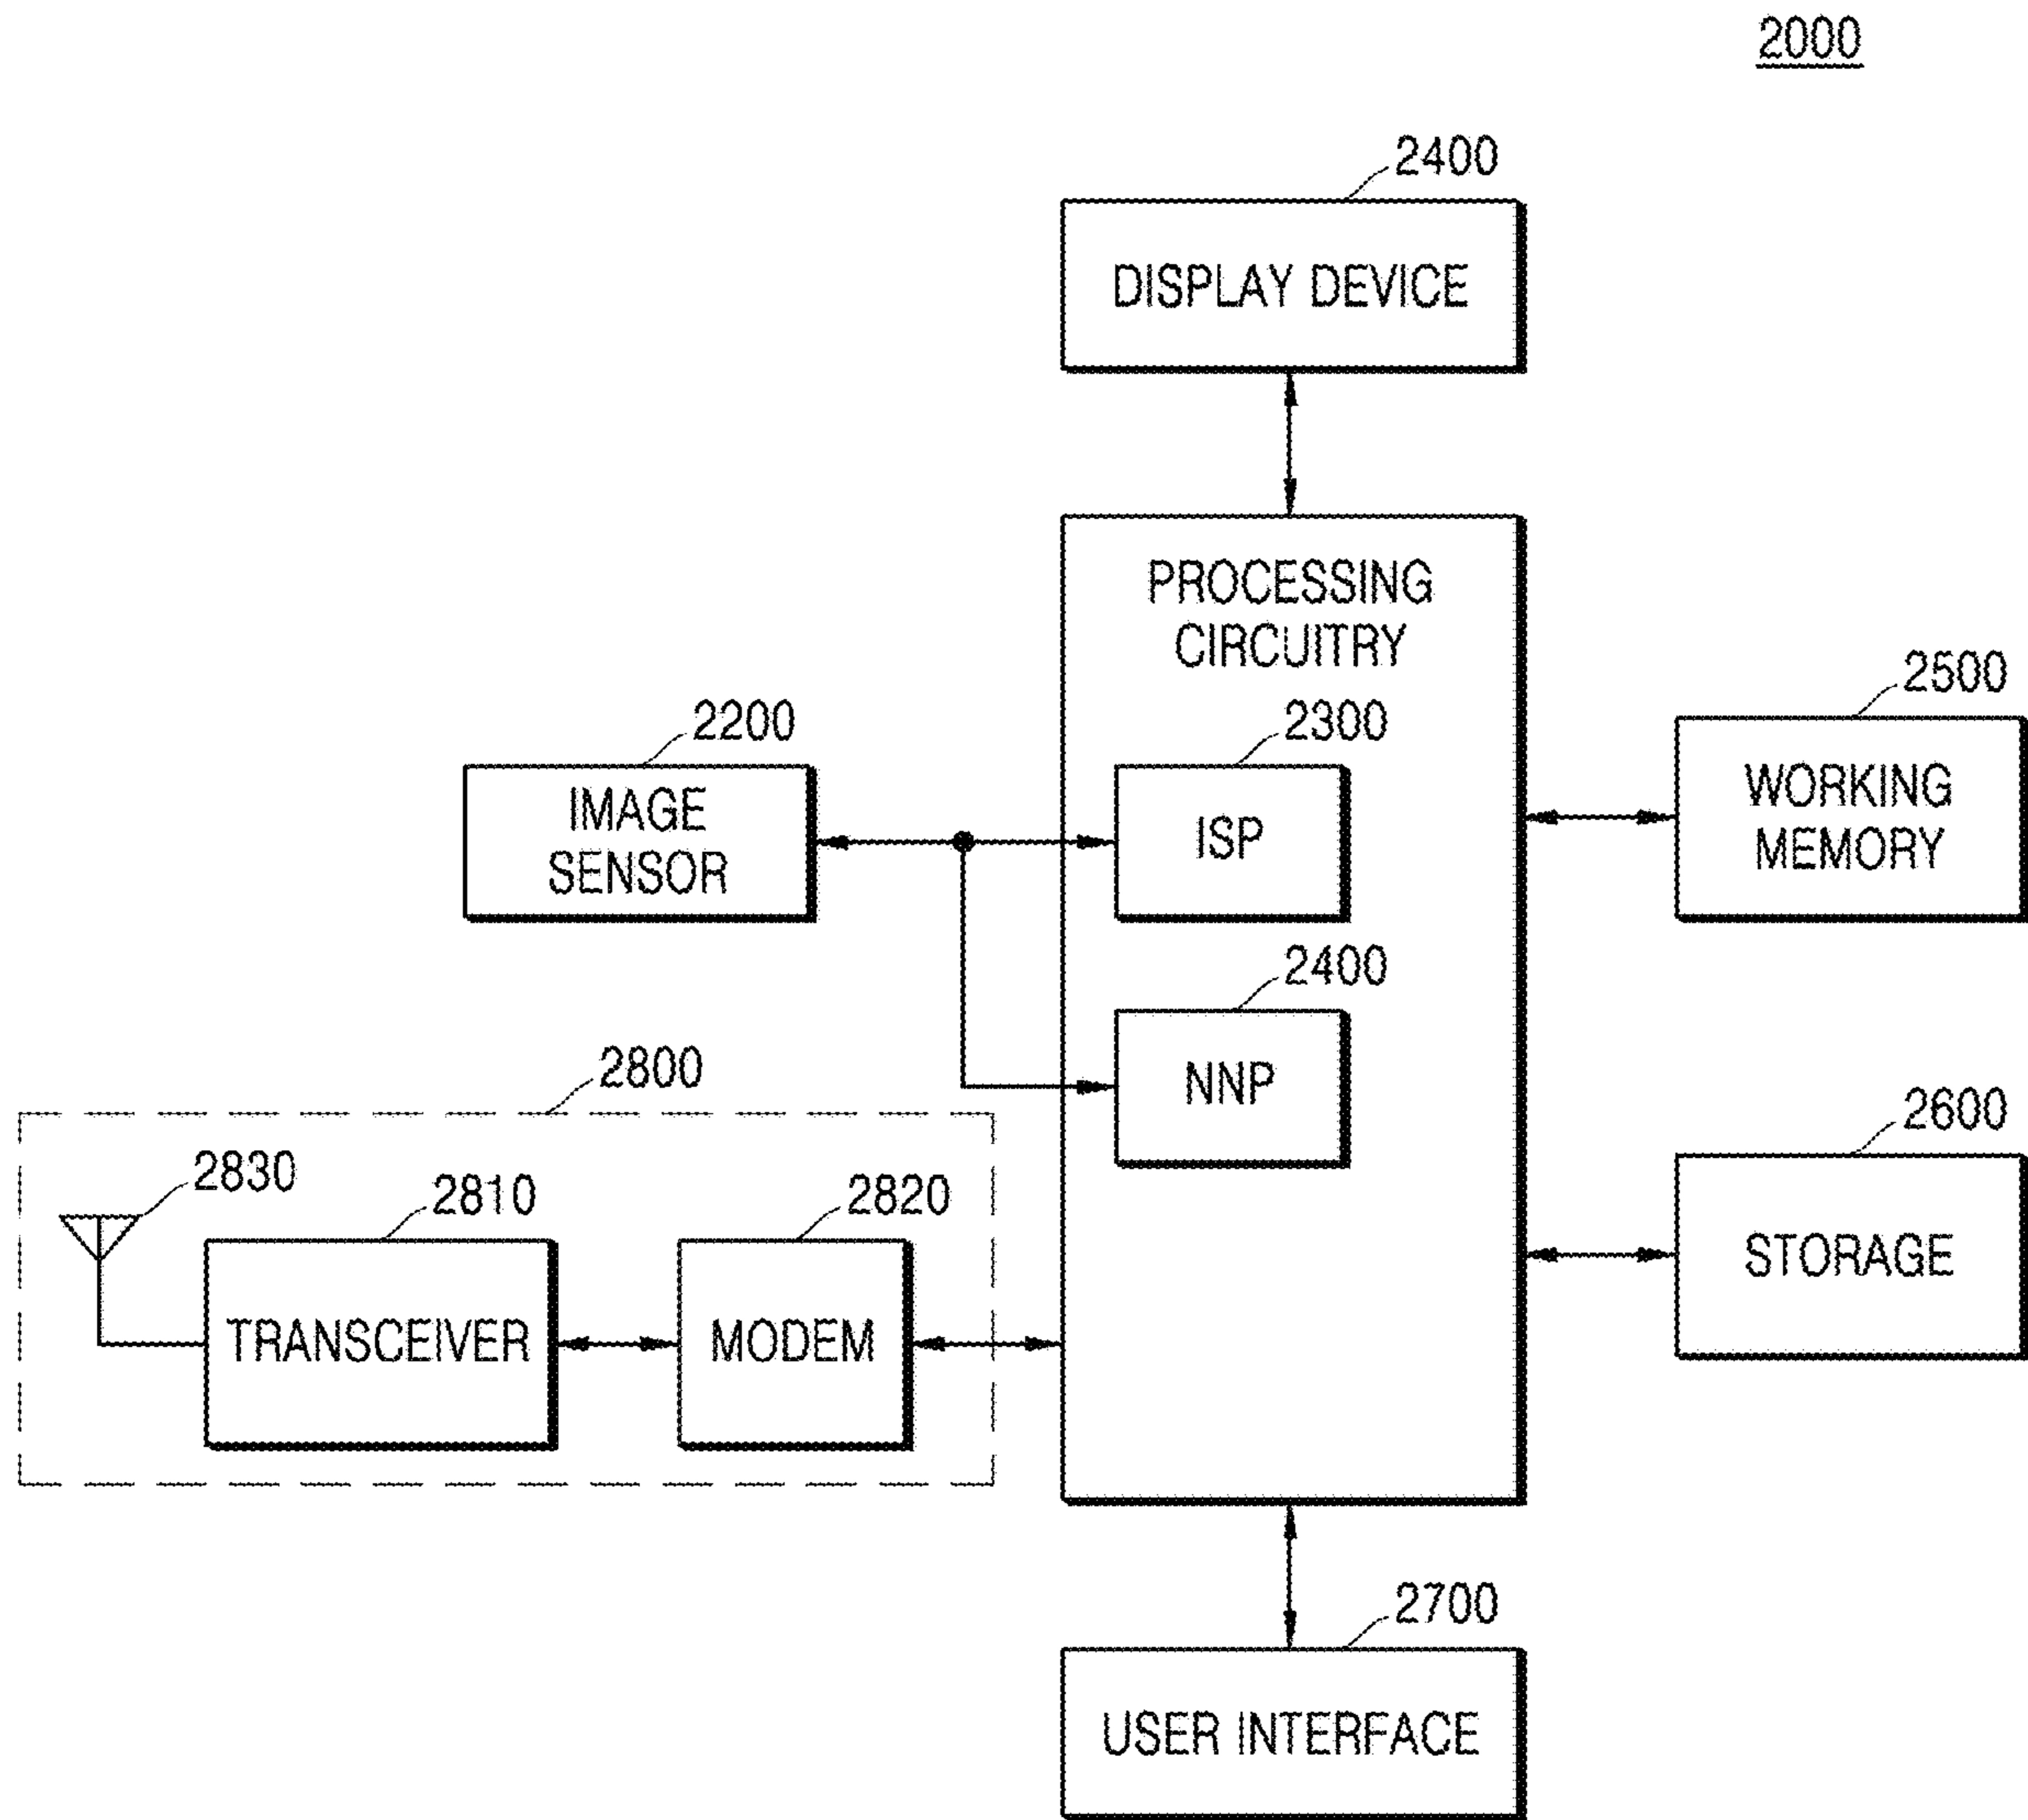 2000
2400
DISPLAY DEVICE
PROCESSING
CIRCUITRY
2200
IMAGE
SENSOR
2300
ISP
2400
NNP
2500
WORKING
MEMORY
2600
STORAGE
2800
2830
2810
TRANSCEIVER
2820
MODEM
2700
USER INTERFACE